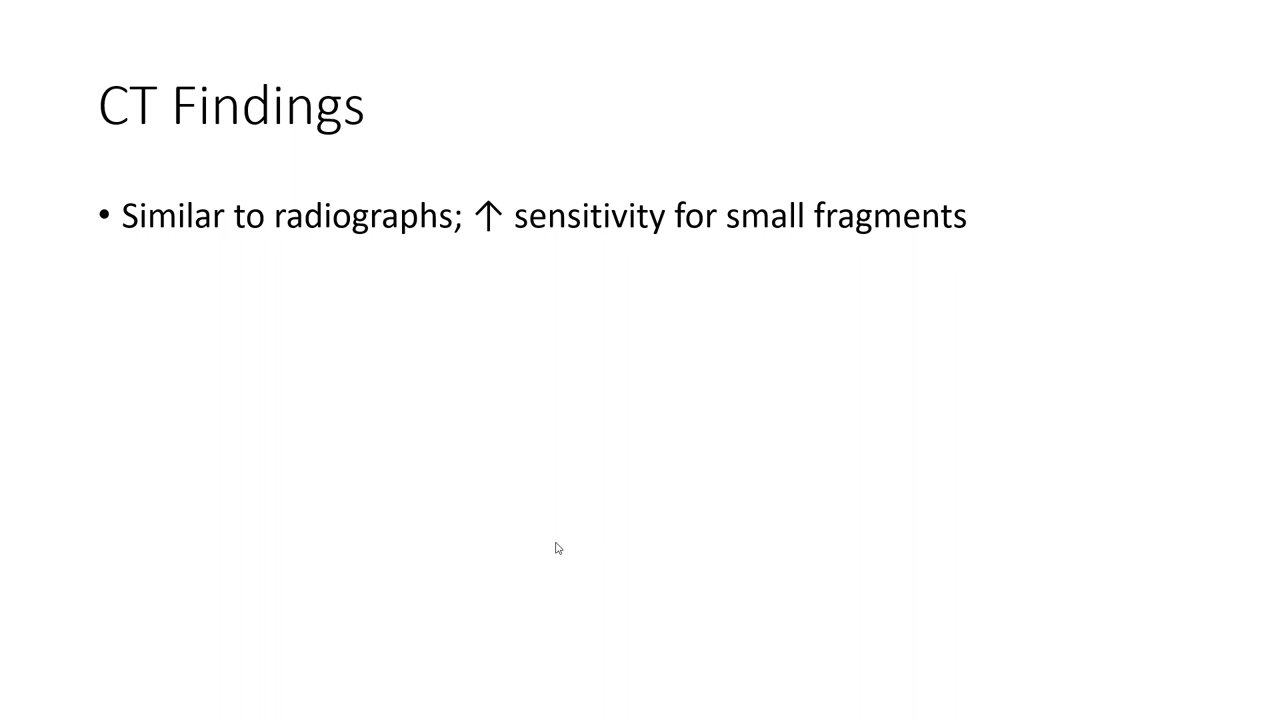 CT Findings
• Similar to radiographs; ↑ sensitivity for small fragments